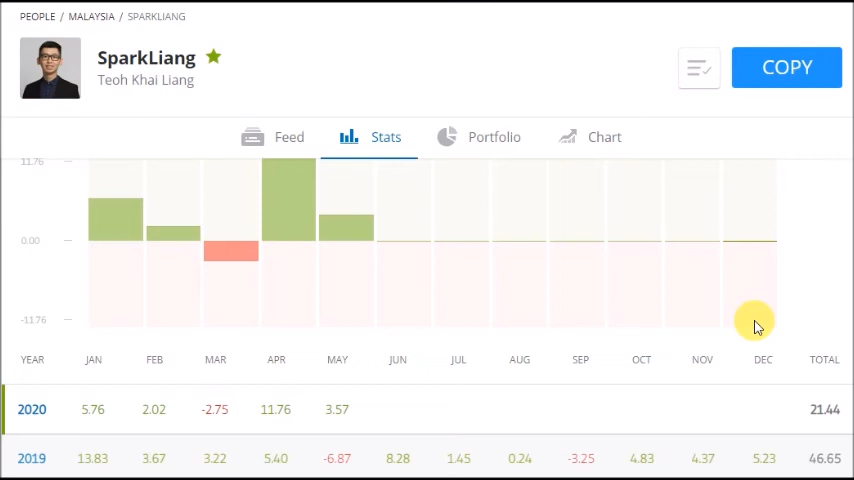 PEOPLE / MALAYSIA / SPARKLIANG
SparkLiang
Teoh Khai Liang
COPY
Feed Stats Portfolio Chart
11.76
0.00
-11.76
YEAR JAN FEB MAR APR MAY JUN JUL AUG SEP OCT NOV DEC TOTAL
2020 5.76 2.02 -2.75 11.76 3.57 21.44
2019 13.83 3.67 3.22 5.40 -6.87 8.28 1.45 0.24 -3.25 4.83 4.37 5.23 46.65